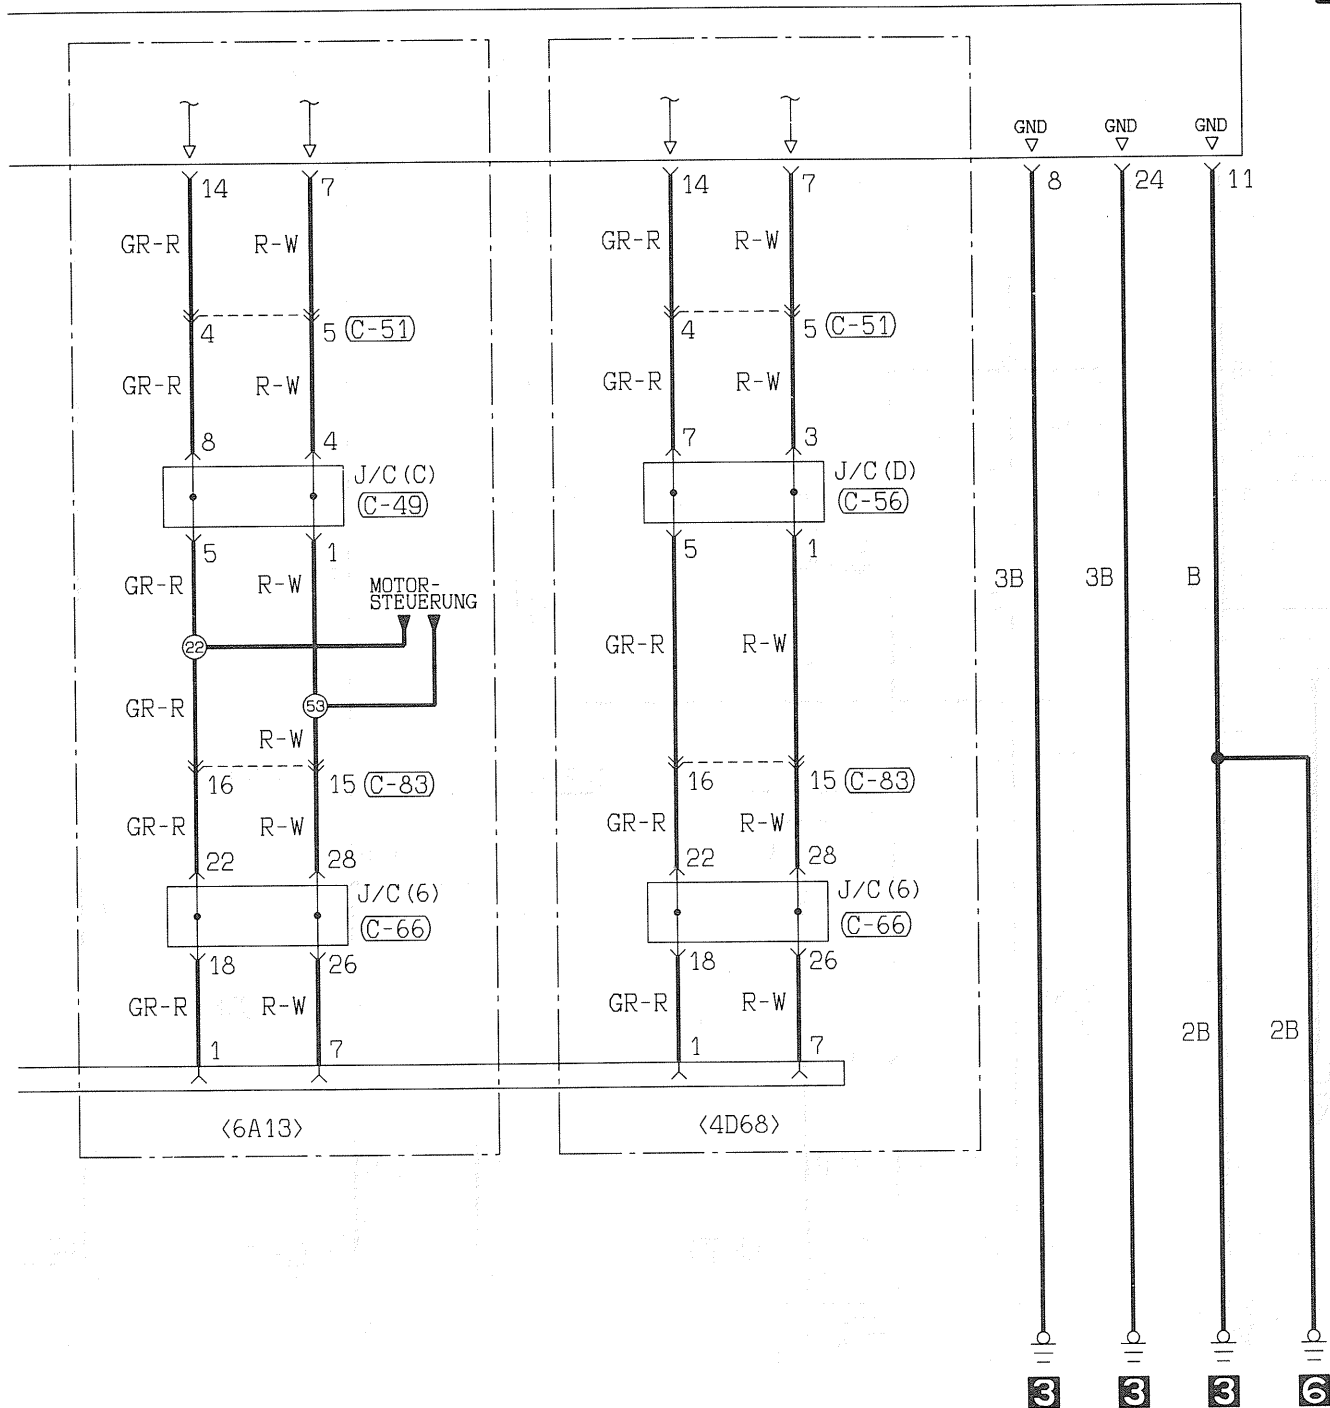 GND GND GND
14 7 14 7 8 24 11
GR-R R-W GR-R R-W
4 5 (C-51) 4 5 (C-51)
GR-R R-W GR-R R-W
8 4 7 3
J/C (C) J/C (D)
(C-49) (C-56)
5 1 5 1
GR-R R-W MOTOR- 3B 3B B
STEUERUNG
22 GR-R R-W
53
GR-R
R-W
16 15 (C-83) 16 15 (C-83)
GR-R R-W GR-R R-W
22 28 22 28
J/C (6) J/C (6)
(C-66) (C-66)
18 26 18 26
GR-R R-W GR-R R-W 2B 2B
1 7 1 7
〈6A13〉 〈4D68〉
3 3 3 6